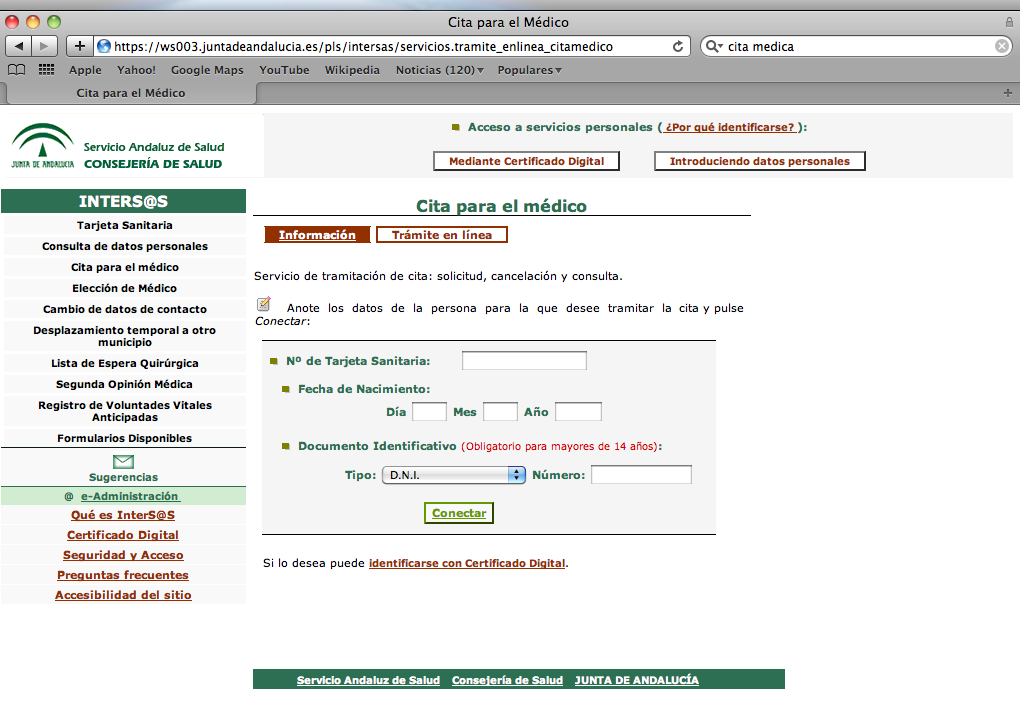 Cita para el Médico
https://ws003.juntadeandalucia.es/pls/intersas/servicios.tramite_enlinea_citamedico
cita medica
Apple Yahoo! Google Maps YouTube Wikipedia Noticias (120) Populares
Cita para el Médico
JUNTA DE ANDALUCIA
Servicio Andaluz de Salud
CONSEJERÍA DE SALUD
Acceso a servicios personales ( ¿Por qué identificarse? ):
Mediante Certificado Digital
Introduciendo datos personales
INTERS@S
Tarjeta Sanitaria
Consulta de datos personales
Cita para el médico
Elección de Médico
Cambio de datos de contacto
Desplazamiento temporal a otro
municipio
Lista de Espera Quirúrgica
Segunda Opinión Médica
Registro de Voluntades Vitales
Anticipadas
Formularios Disponibles
Sugerencias
@ e-Administración
Qué es InterS@S
Certificado Digital
Seguridad y Acceso
Preguntas frecuentes
Accesibilidad del sitio
Cita para el médico
Información
Trámite en línea
Servicio de tramitación de cita: solicitud, cancelación y consulta.
Anote los datos de la persona para la que desee tramitar la cita y pulse
Conectar:
Nº de Tarjeta Sanitaria:
Fecha de Nacimiento:
Día Mes Año
Documento Identificativo (Obligatorio para mayores de 14 años):
Tipo: D.N.I. Número:
Conectar
Si lo desea puede identificarse con Certificado Digital.
Servicio Andaluz de Salud Consejería de Salud JUNTA DE ANDALUCÍA